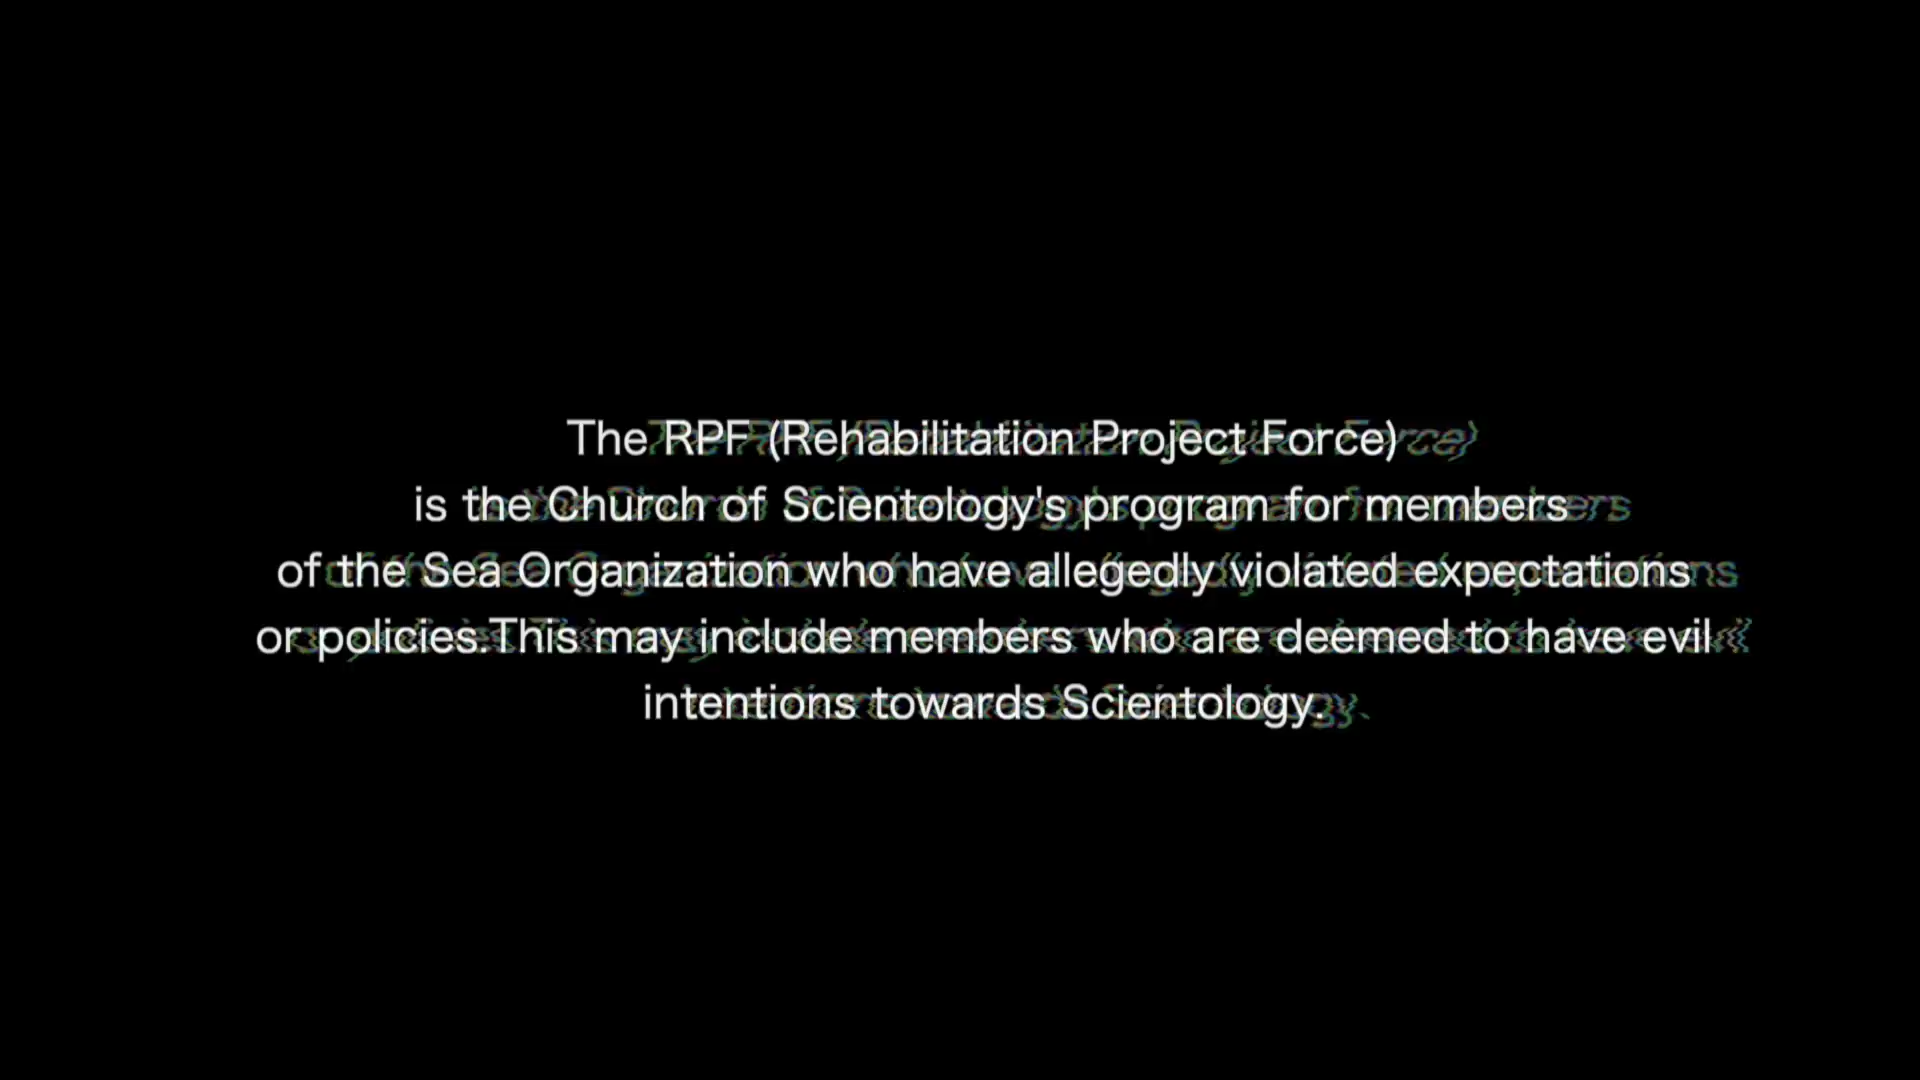 The RPF (Rehabilitation Project Force)
is the Church of Scientology's program for members
of the Sea Organization who have allegedly violated expectations
or policies.This may include members who are deemed to have evil
intentions towards Scientology.